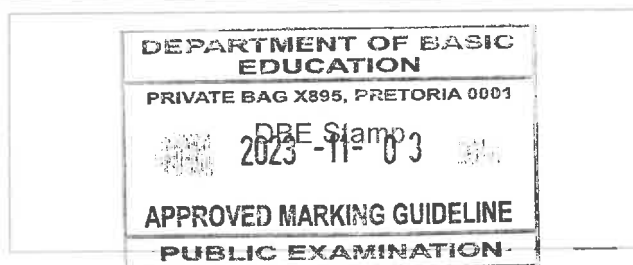 DEPARTMENT OF BASIC
EDUCATION
PRIVATE BAG X895, PRETORIA 0001
DBE Stamp
2023 -11- 03
APPROVED MARKING GUIDELINE
PUBLIC EXAMINATION